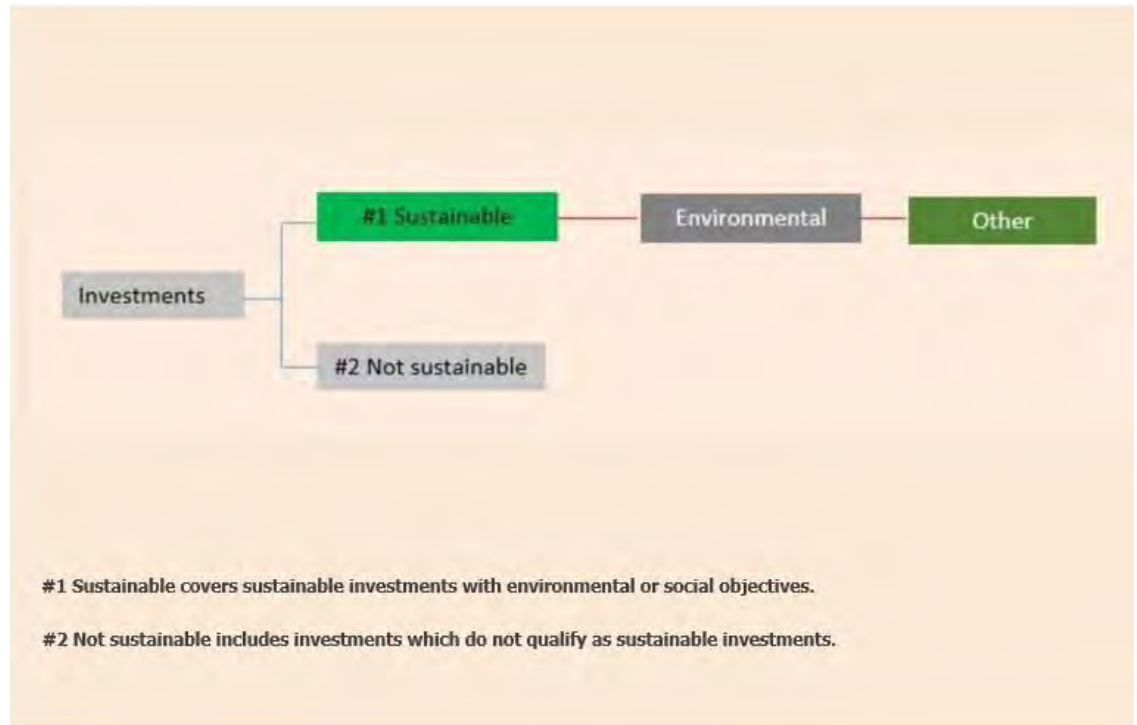 #1 Sustainable
Environmental
Other
Investments
#2 Not sustainable
#1 Sustainable covers sustainable investments with environmental or social objectives.
#2 Not sustainable includes investments which do not qualify as sustainable investments.